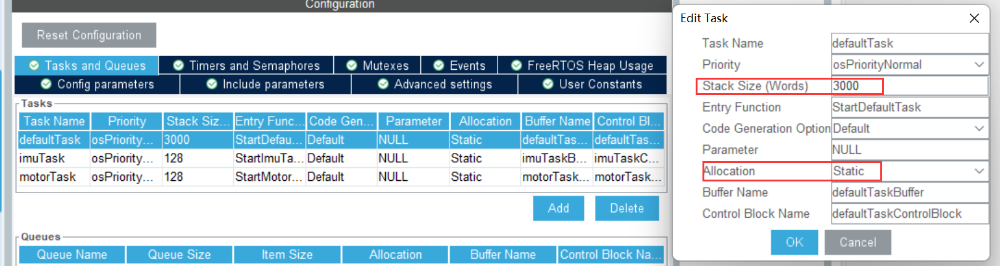 Configuration
Reset Configuration
Tasks and Queues Timers and Semaphores Mutexes Events FreeRTOS Heap Usage
Config parameters Include parameters Advanced settings User Constants
Tasks
Task Name Priority Stack Siz... Entry Func... Code Gen... Parameter Allocation Buffer Name Control Bl...
defaultTask osPriority... 3000 StartDefau... Default NULL Static defaultTas... defaultTas...
imuTask osPriority... 128 StartImuTa... Default NULL Static imuTaskB... imuTaskC...
motorTask osPriority... 128 StartMotor... Default NULL Static motorTask... motorTask...
Add Delete
Queues
Queue Name Queue Size Item Size Allocation Buffer Name Control Block Na...
Edit Task
Task Name defaultTask
Priority osPriorityNormal
Stack Size (Words) 3000
Entry Function StartDefaultTask
Code Generation Option Default
Parameter NULL
Allocation Static
Buffer Name defaultTaskBuffer
Control Block Name defaultTaskControlBlock
OK Cancel